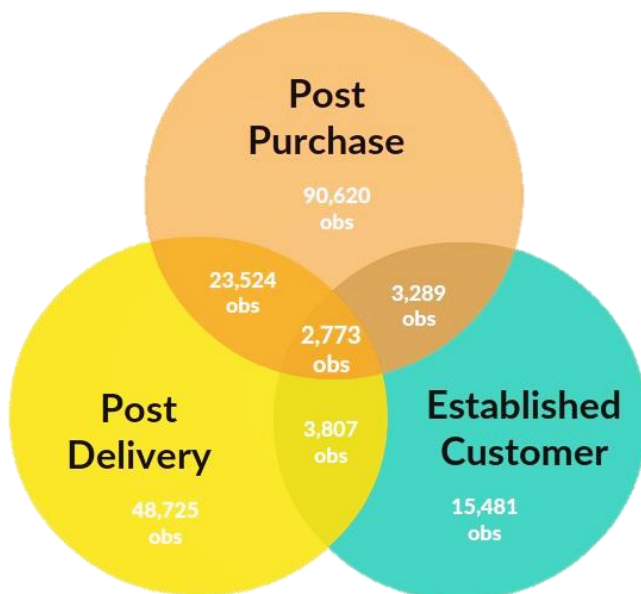 Post
Purchase
90,620
obs
23,524
obs
3,289
obs
2,773
obs
Post
Delivery
3,807
obs
Established
Customer
48,725
obs
15,481
obs